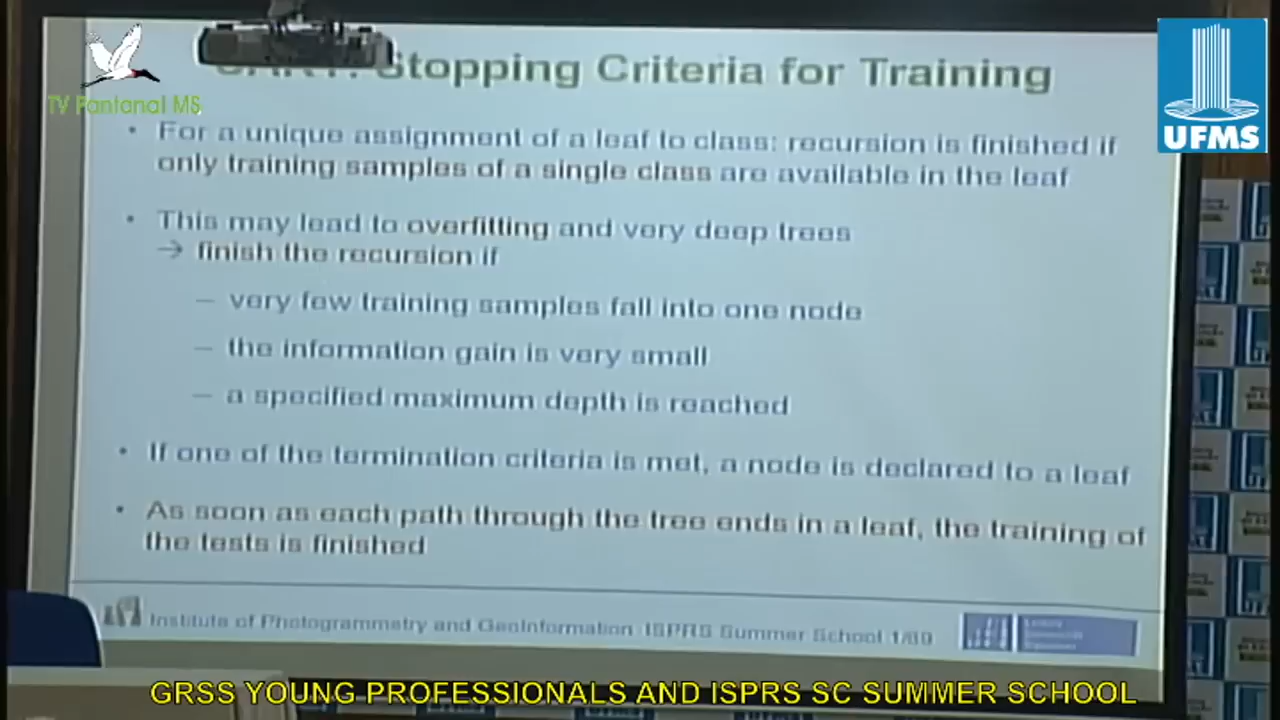 TV Pantanal MS
UFMS
Stopping Criteria for Training
• For a unique assignment of a leaf to class: recursion is finished if
only training samples of a single class are available in the leaf
• This may lead to overfitting and very deep trees
→ finish the recursion if
– very few training samples fall into one node
– the information gain is very small
– a specified maximum depth is reached
• If one of the termination criteria is met, a node is declared to a leaf
• As soon as each path through the tree ends in a leaf, the training of
the tests is finished
Institute of Photogrammetry and GeoInformation ISPRS Summer School
GRSS YOUNG PROFESSIONALS AND ISPRS SC SUMMER SCHOOL